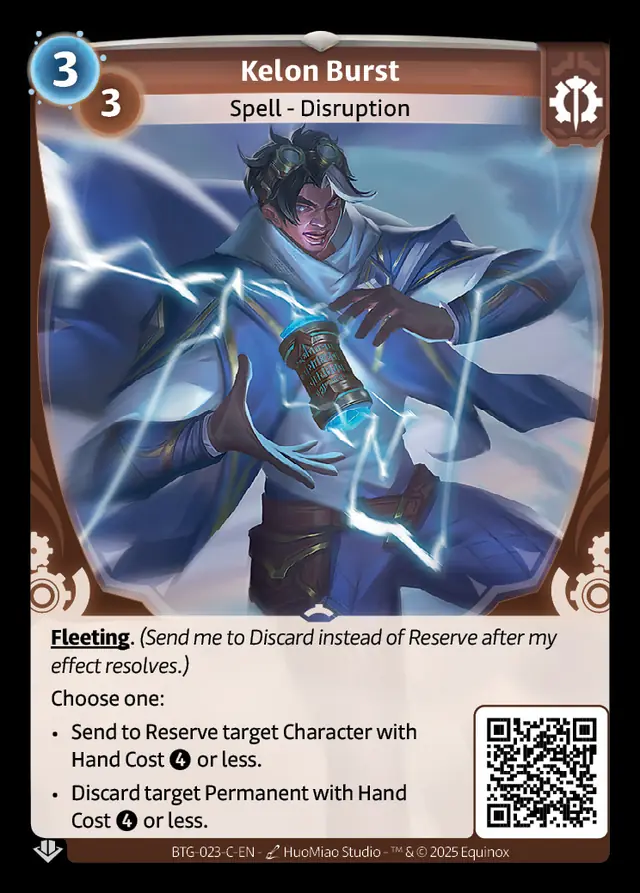 3
Kelon Burst
3
Spell - Disruption
Fleeting. (Send me to Discard instead of Reserve after my
effect resolves.)
Choose one:
• Send to Reserve target Character with
Hand Cost 4 or less.
• Discard target Permanent with Hand
Cost 4 or less.
BTG-023-C-EN - HuoMiao Studio - ™ & © 2025 Equinox